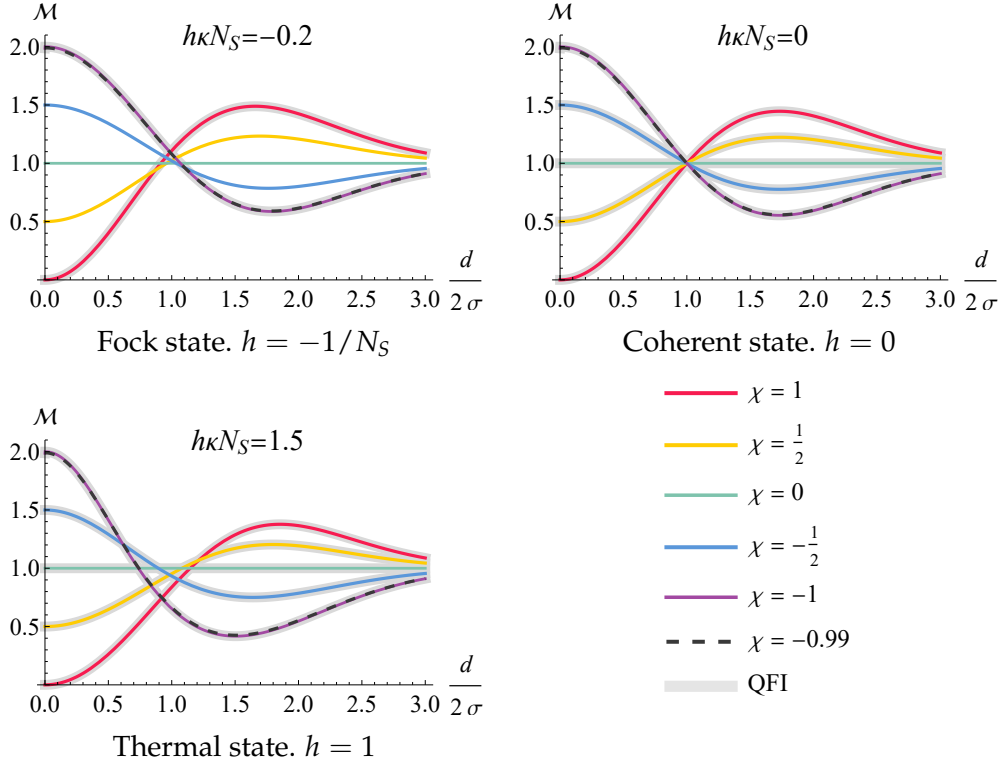 ℳ
hκN_S=−0.2
2.0
1.5
1.0
0.5
0.0 0.5 1.0 1.5 2.0 2.5 3.0
d
2 σ
Fock state. h = −1/N_S
ℳ
hκN_S=0
2.0
1.5
1.0
0.5
0.0 0.5 1.0 1.5 2.0 2.5 3.0
d
2 σ
Coherent state. h = 0
ℳ
hκN_S=1.5
2.0
1.5
1.0
0.5
0.0 0.5 1.0 1.5 2.0 2.5 3.0
d
2 σ
Thermal state. h = 1
χ = 1
χ = 1/2
χ = 0
χ = −1/2
χ = −1
χ = −0.99
QFI